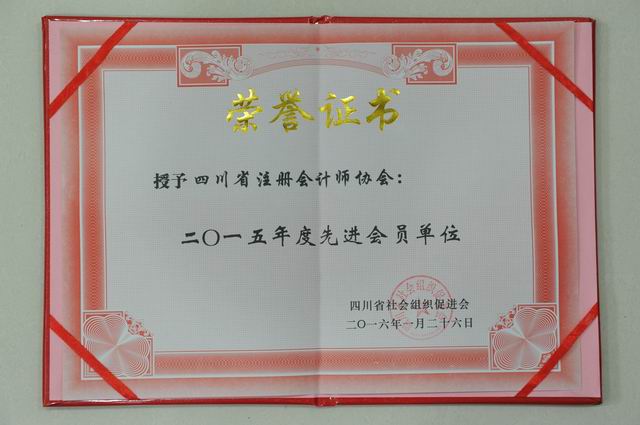 荣誉证书
授予四川省注册会计师协会：
二〇一五年度先进会员单位
四川省社会组织促进会
二〇一六年一月二十六日